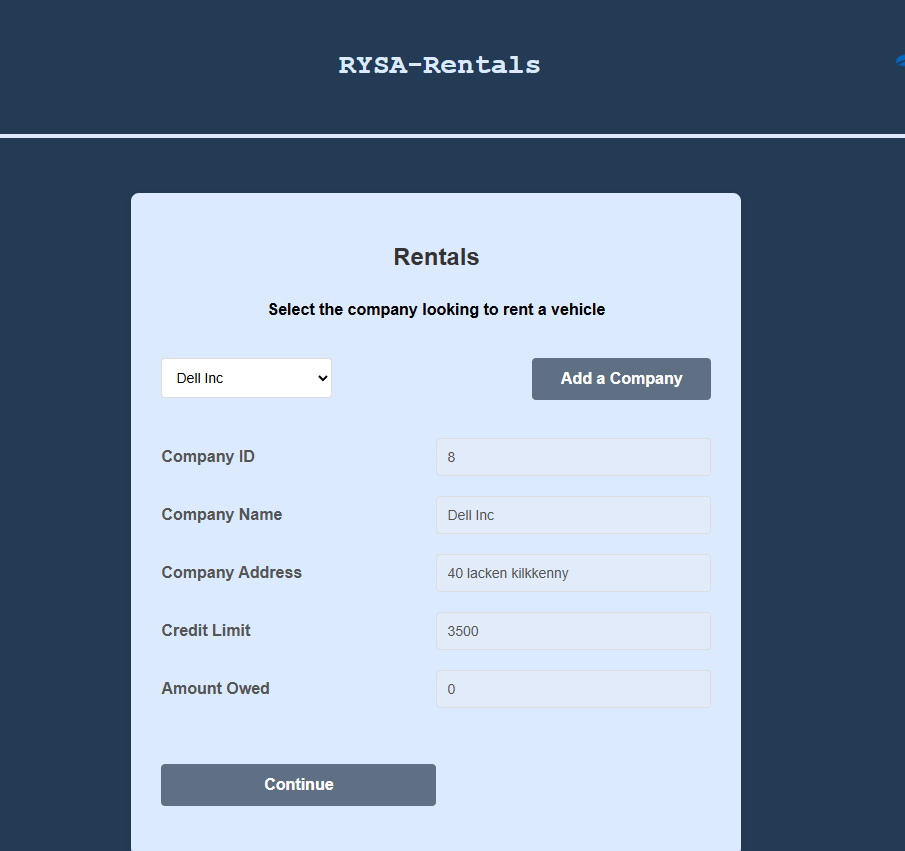 RYSA-Rentals
Rentals
Select the company looking to rent a vehicle
Dell Inc
Add a Company
Company ID
8
Company Name
Dell Inc
Company Address
40 lacken kilkkenny
Credit Limit
3500
Amount Owed
0
Continue